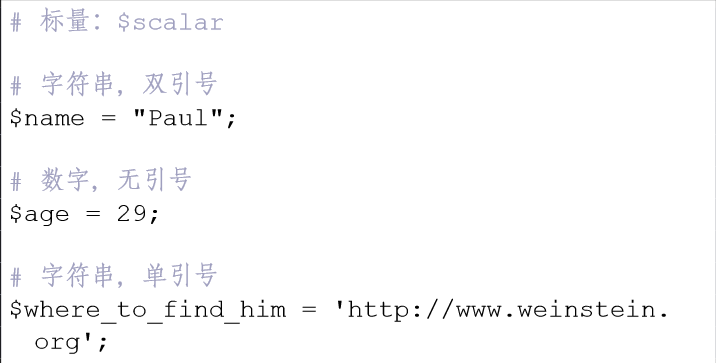 # 标量：$scalar
# 字符串，双引号
$name = "Paul";
# 数字，无引号
$age = 29;
# 字符串，单引号
$where_to_find_him = 'http://www.weinstein.
org';